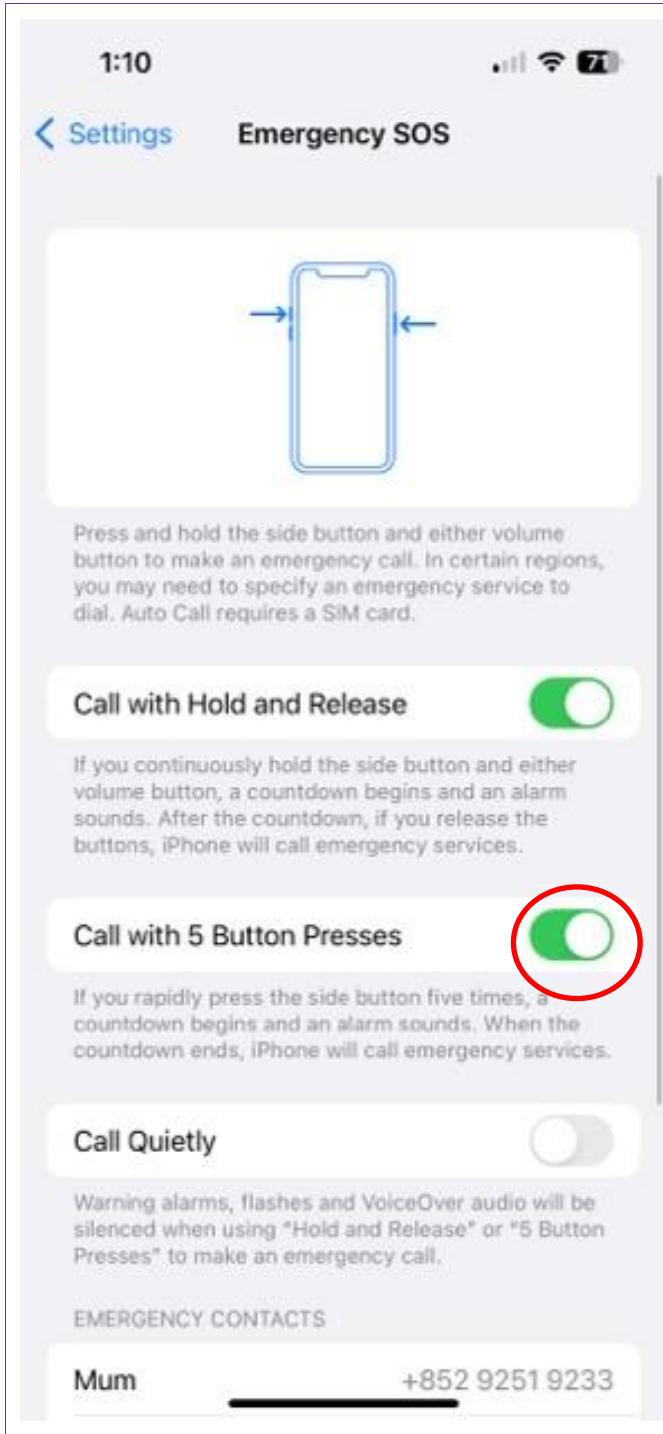 1:10
71
Settings
Emergency SOS
Press and hold the side button and either volume
button to make an emergency call. In certain regions,
you may need to specify an emergency service to
dial. Auto Call requires a SIM card.
Call with Hold and Release
If you continuously hold the side button and either
volume button, a countdown begins and an alarm
sounds. After the countdown, if you release the
buttons, iPhone will call emergency services.
Call with 5 Button Presses
If you rapidly press the side button five times, a
countdown begins and an alarm sounds. When the
countdown ends, iPhone will call emergency services.
Call Quietly
Warning alarms, flashes and VoiceOver audio will be
silenced when using "Hold and Release" or "5 Button
Presses" to make an emergency call.
EMERGENCY CONTACTS
Mum +852 9251 9233